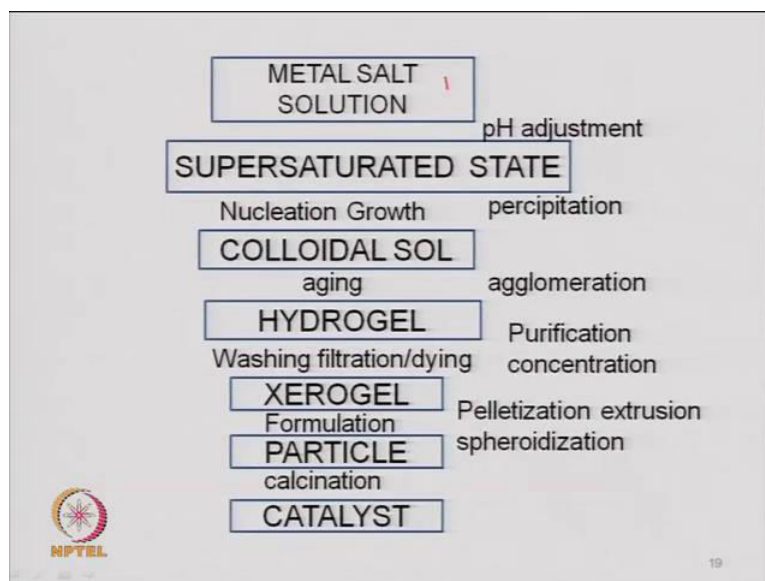 METAL SALT
SOLUTION
pH adjustment
SUPERSATURATED STATE
Nucleation Growth
percipitation
COLLOIDAL SOL
aging
agglomeration
HYDROGEL
Purification
Washing filtration/dying
concentration
XEROGEL
Pelletization extrusion
Formulation
spheroidization
PARTICLE
calcination
CATALYST
NPTEL
19